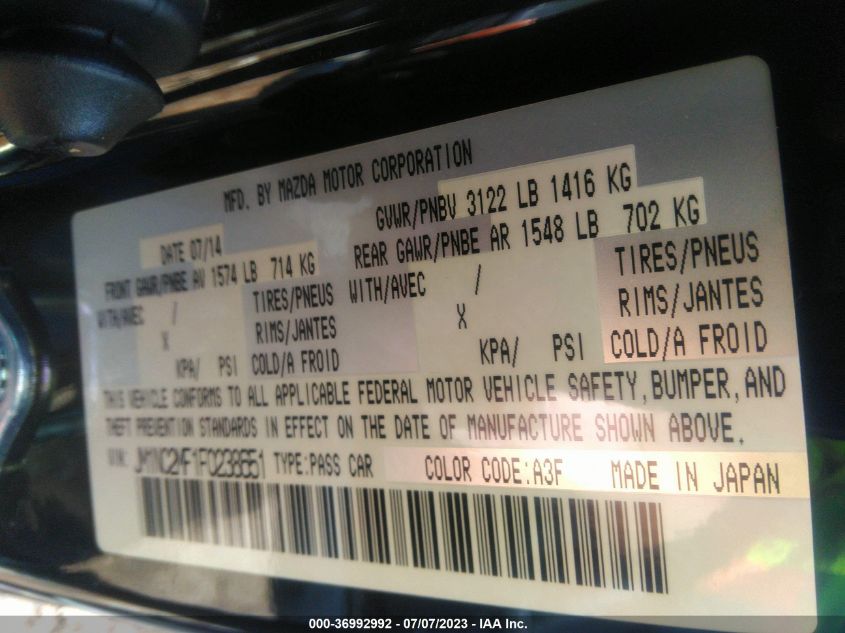 MFD. BY MAZDA MOTOR CORPORATION
DATE 07/14 GVWR/PNBV 3122 LB 1416 KG
FRONT GAWR/PNBE AV 1574 LB 714 KG REAR GAWR/PNBE AR 1548 LB 702 KG
WITH/AVEC / TIRES/PNEUS WITH/AVEC / TIRES/PNEUS
X RIMS/JANTES X RIMS/JANTES
KPA/ PSI COLD/A FROID KPA/ PSI COLD/A FROID
THIS VEHICLE CONFORMS TO ALL APPLICABLE FEDERAL MOTOR VEHICLE SAFETY, BUMPER, AND
THEFT PREVENTION STANDARDS IN EFFECT ON THE DATE OF MANUFACTURE SHOWN ABOVE.
VIN: JM1NC2MF1F0238551 TYPE:PASS CAR COLOR CODE:A3F MADE IN JAPAN
000-36992992 - 07/07/2023 - IAA Inc.